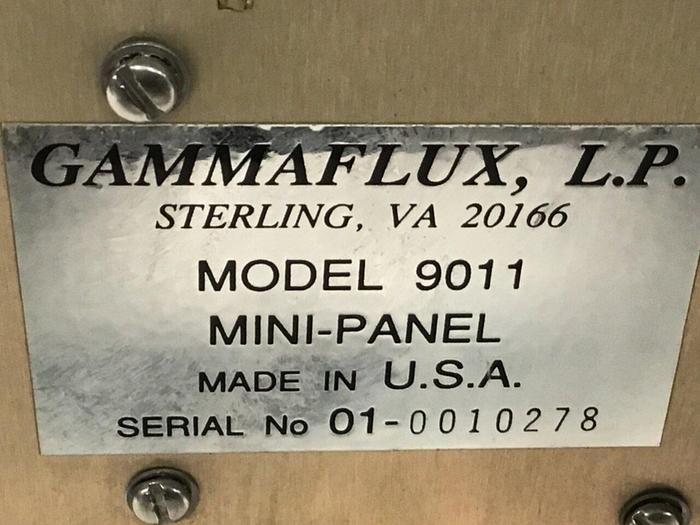 GAMMAFLUX, L.P.
STERLING, VA 20166
MODEL 9011
MINI-PANEL
MADE IN U.S.A.
SERIAL No 01-0010278